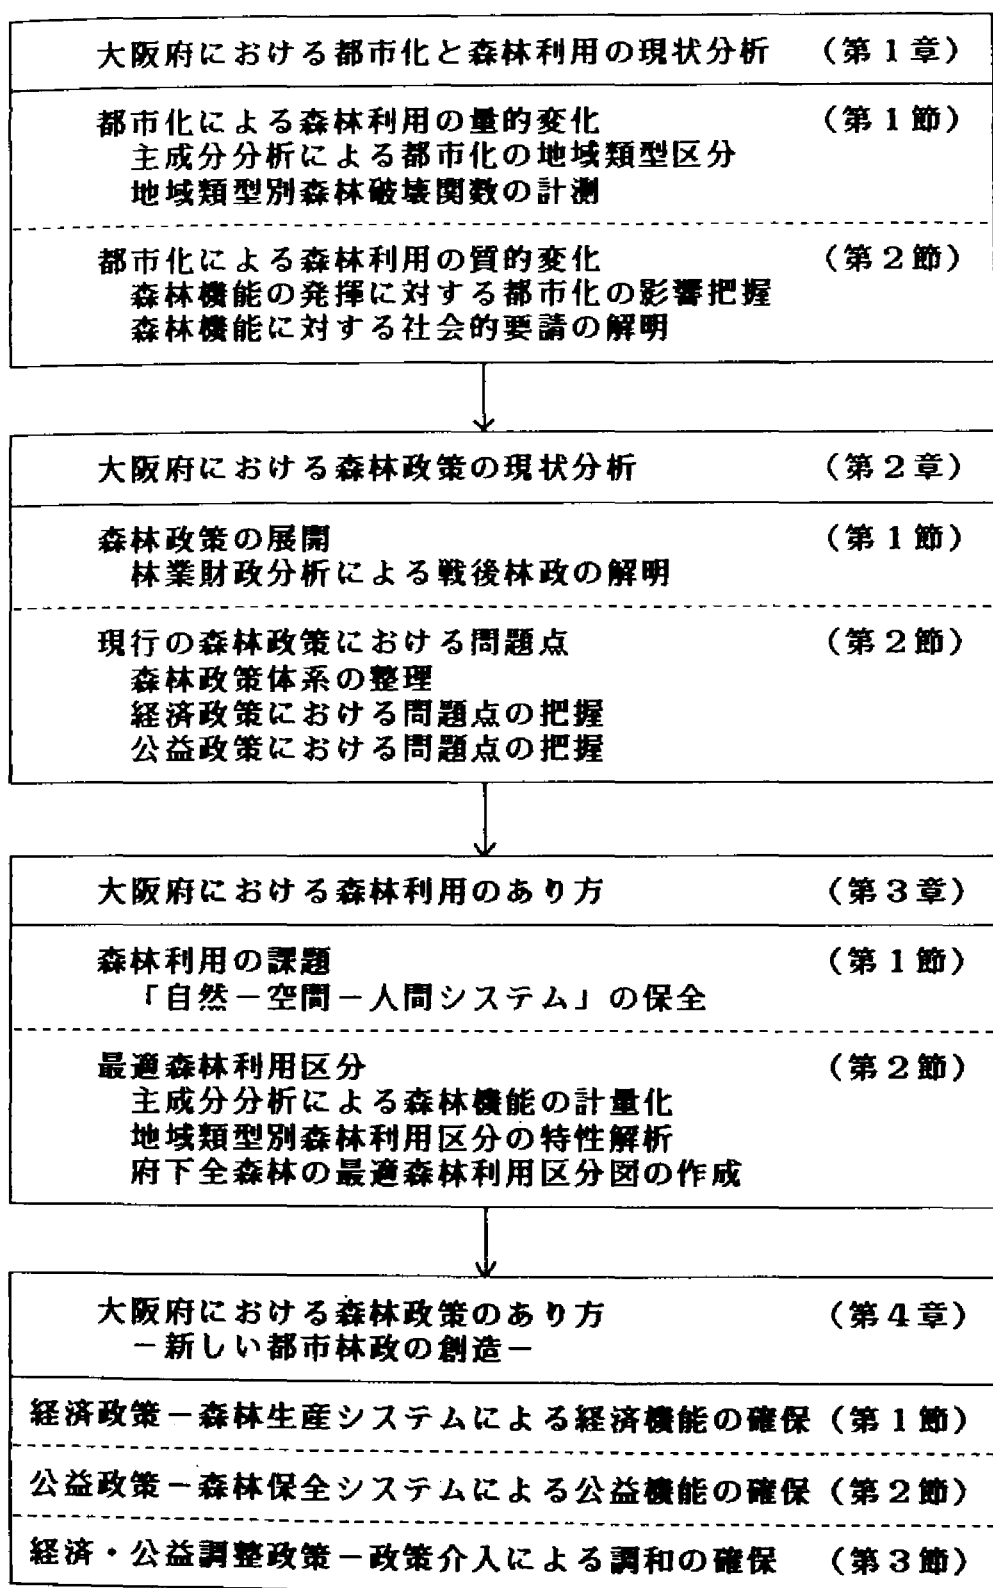 大阪府における都市化と森林利用の現状分析 （第１章）
都市化による森林利用の量的変化 （第１節）
主成分分析による都市化の地域類型区分
地域類型別森林破壊関数の計測
都市化による森林利用の質的変化 （第２節）
森林機能の発揮に対する都市化の影響把握
森林機能に対する社会的要請の解明
大阪府における森林政策の現状分析 （第２章）
森林政策の展開 （第１節）
林業財政分析による戦後林政の解明
現行の森林政策における問題点 （第２節）
森林政策体系の整理
経済政策における問題点の把握
公益政策における問題点の把握
大阪府における森林利用のあり方 （第３章）
森林利用の課題 （第１節）
「自然－空間－人間システム」の保全
最適森林利用区分 （第２節）
主成分分析による森林機能の計量化
地域類型別森林利用区分の特性解析
府下全森林の最適森林利用区分図の作成
大阪府における森林政策のあり方 （第４章）
－新しい都市林政の創造－
経済政策－森林生産システムによる経済機能の確保（第１節）
公益政策－森林保全システムによる公益機能の確保（第２節）
経済・公益調整政策－政策介入による調和の確保 （第３節）